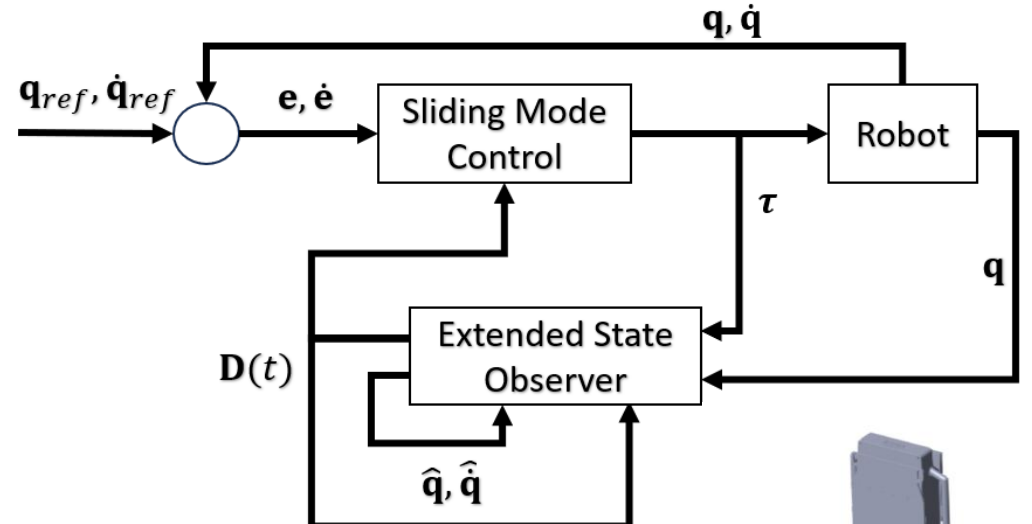 q, q̇
q_ref, q̇_ref
e, ė
Sliding Mode
Control
Robot
τ
q
Extended State
Observer
D(t)
q̂, q̇̂